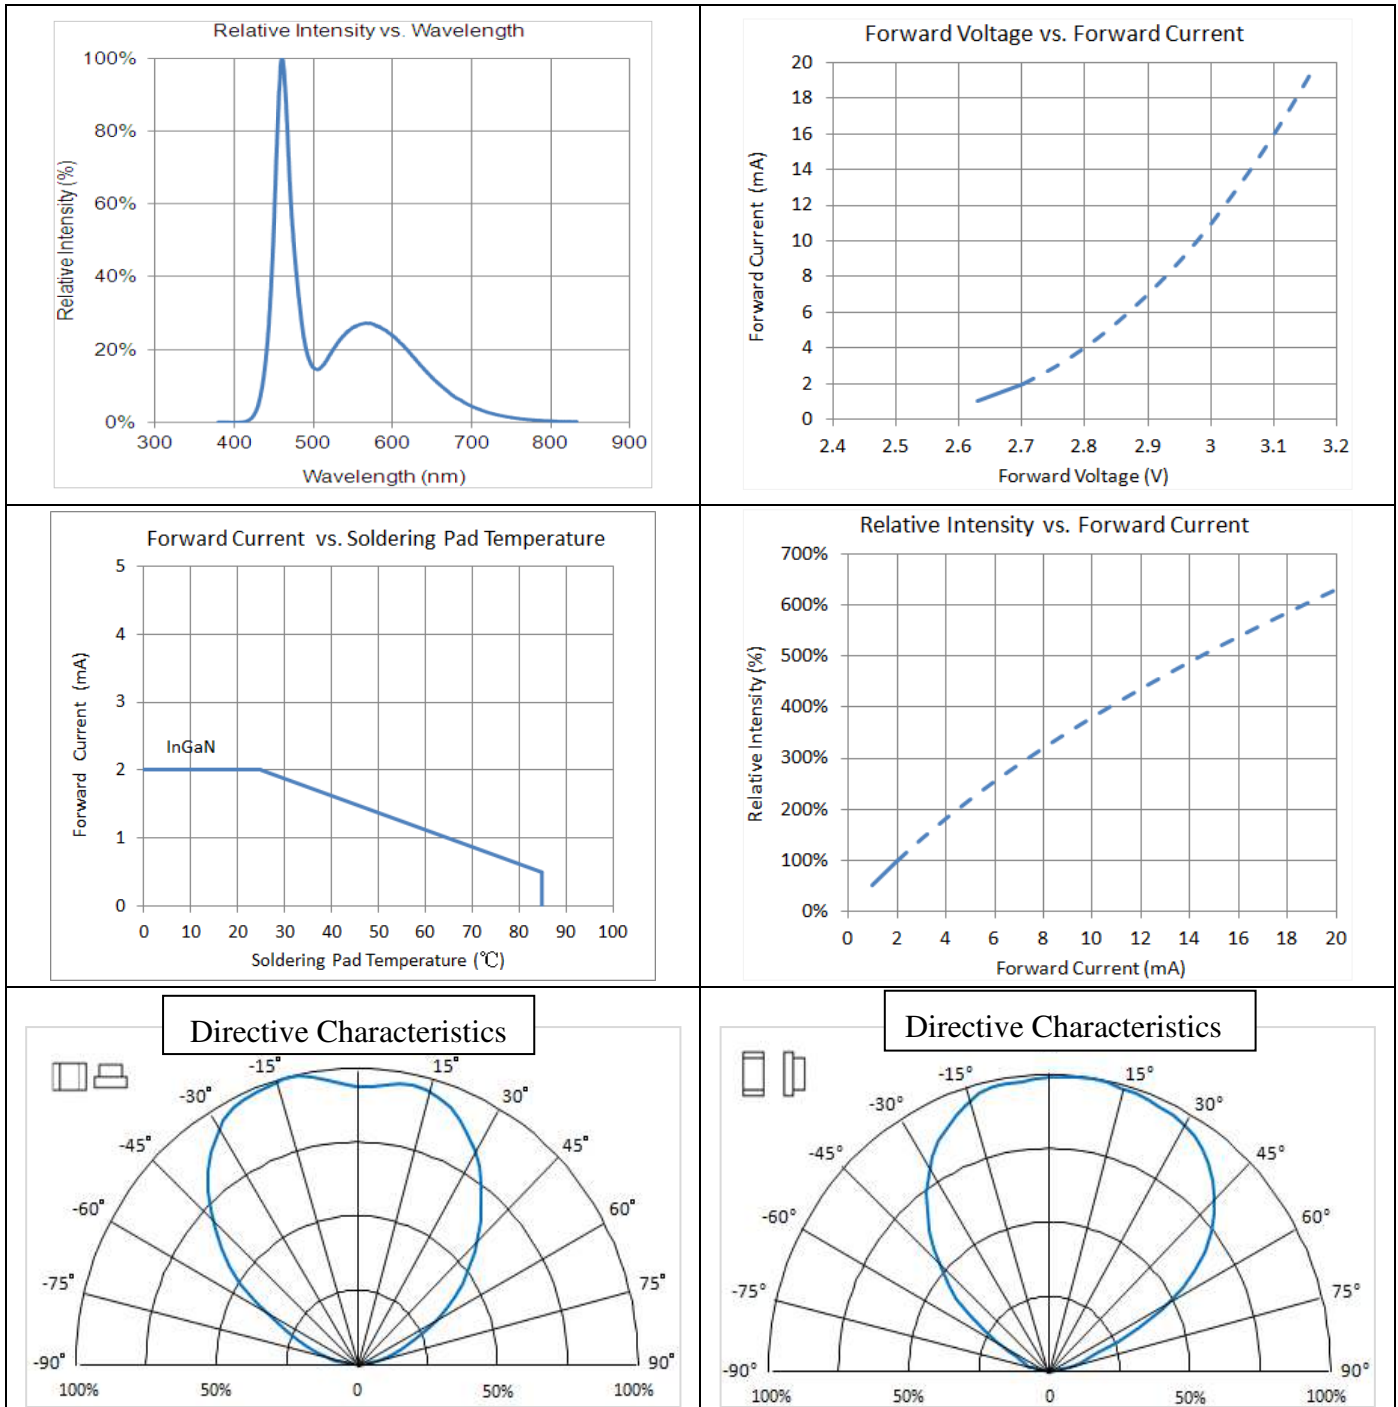 Relative Intensity vs. Wavelength
Relative Intensity (%)
100%
80%
60%
40%
20%
0%
300 400 500 600 700 800 900
Wavelength (nm)
Forward Voltage vs. Forward Current
Forward Current (mA)
20
18
16
14
12
10
8
6
4
2
0
2.4 2.5 2.6 2.7 2.8 2.9 3 3.1 3.2
Forward Voltage (V)
Forward Current vs. Soldering Pad Temperature
Forward Current (mA)
5
4
3
InGaN
2
1
0
0 10 20 30 40 50 60 70 80 90 100
Soldering Pad Temperature (℃)
Relative Intensity vs. Forward Current
Relative Intensity (%)
700%
600%
500%
400%
300%
200%
100%
0%
0 2 4 6 8 10 12 14 16 18 20
Forward Current (mA)
Directive Characteristics
-15° 15°
-30° 30°
-45° 45°
-60° 60°
-75° 75°
-90° 90°
100% 50% 0 50% 100%
Directive Characteristics
-15° 15°
-30° 30°
-45° 45°
-60° 60°
-75° 75°
-90° 90°
100% 50% 0 50% 100%